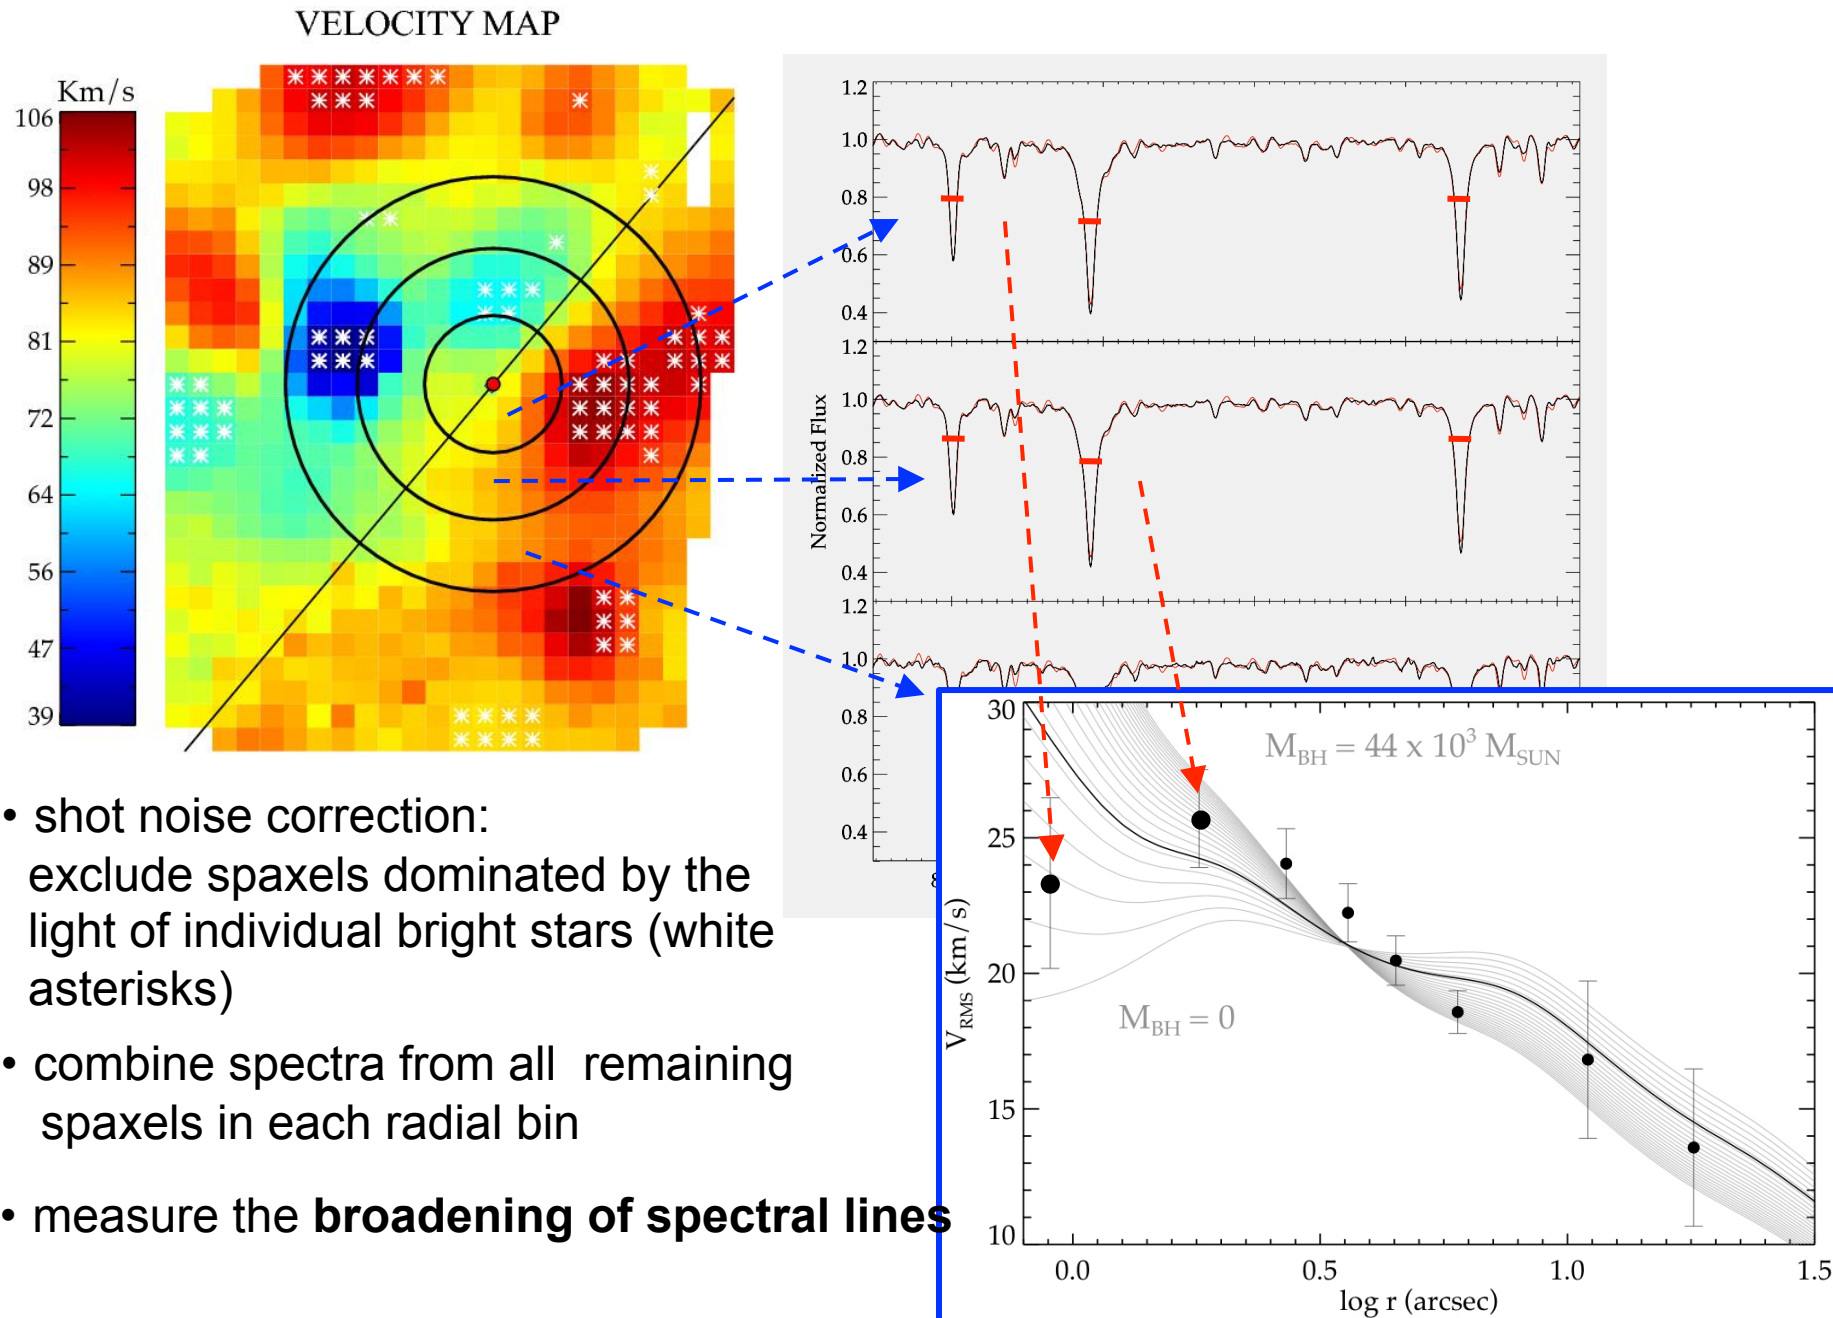 VELOCITY MAP
Km/s
106
98
89
81
72
64
56
47
39
1.2
1.0
0.8
0.6
0.4
1.2
1.0
0.8
0.6
0.4
1.2
1.0
0.8
0.6
0.4
Normalized Flux
• shot noise correction:
exclude spaxels dominated by the
light of individual bright stars (white
asterisks)
• combine spectra from all remaining
spaxels in each radial bin
• measure the broadening of spectral lines
30
25
20
15
10
V_RMS (km/s)
M_BH = 44 x 10³ M_SUN
M_BH = 0
0.0
0.5
1.0
1.5
log r (arcsec)